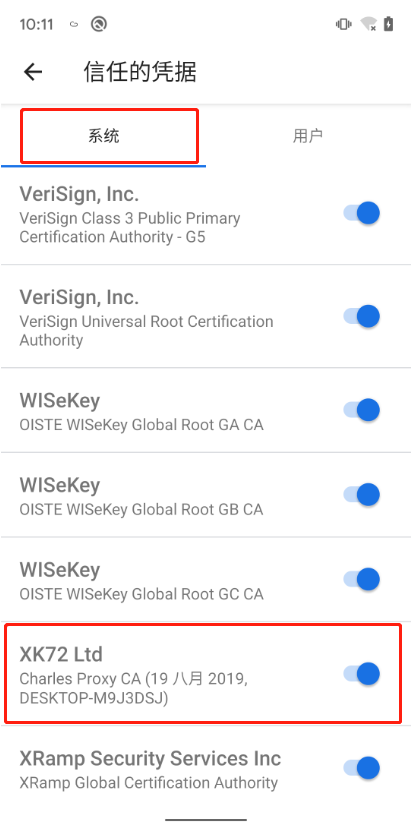 10:11
信任的凭据
系统
用户
VeriSign, Inc.
VeriSign Class 3 Public Primary
Certification Authority - G5
VeriSign, Inc.
VeriSign Universal Root Certification
Authority
WISeKey
OISTE WISeKey Global Root GA CA
WISeKey
OISTE WISeKey Global Root GB CA
WISeKey
OISTE WISeKey Global Root GC CA
XK72 Ltd
Charles Proxy CA (19 八月 2019,
DESKTOP-M9J3DSJ)
XRamp Security Services Inc
XRamp Global Certification Authority